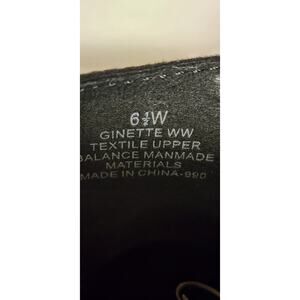 6½W
GINETTE WW
TEXTILE UPPER
BALANCE MANMADE
MATERIALS
MADE IN CHINA-990